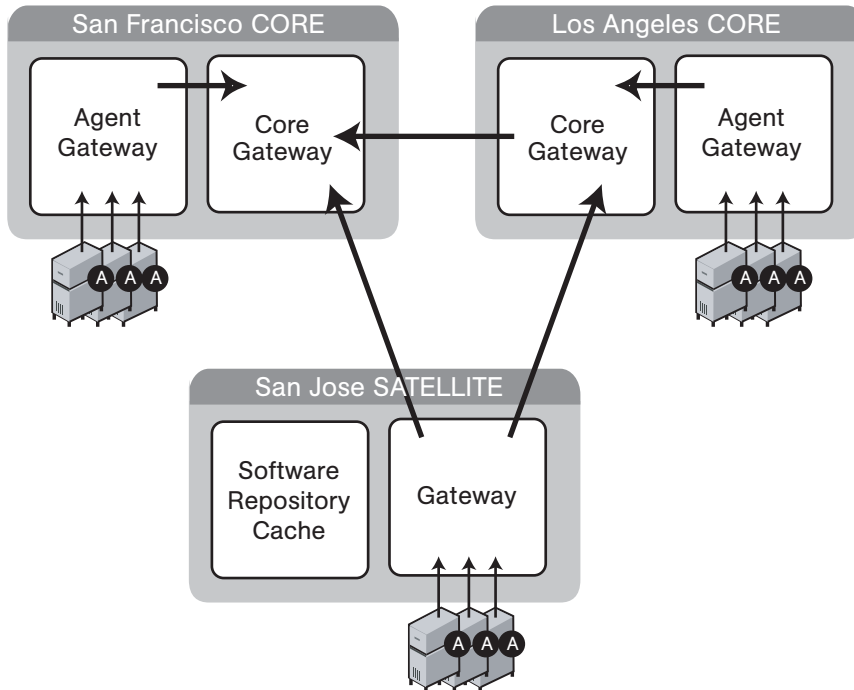 San Francisco CORE
Agent
Gateway
Core
Gateway
A A A
Los Angeles CORE
Core
Gateway
Agent
Gateway
A A A
San Jose SATELLITE
Software
Repository
Cache
Gateway
A A A